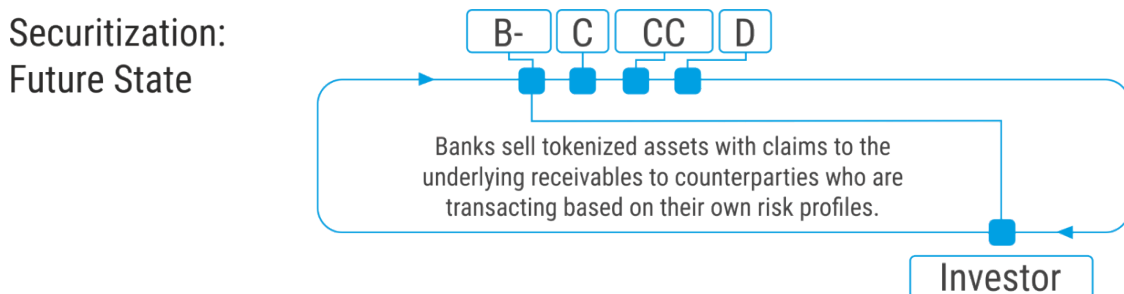 Securitization:
Future State
B- C CC D
Banks sell tokenized assets with claims to the
underlying receivables to counterparties who are
transacting based on their own risk profiles.
Investor